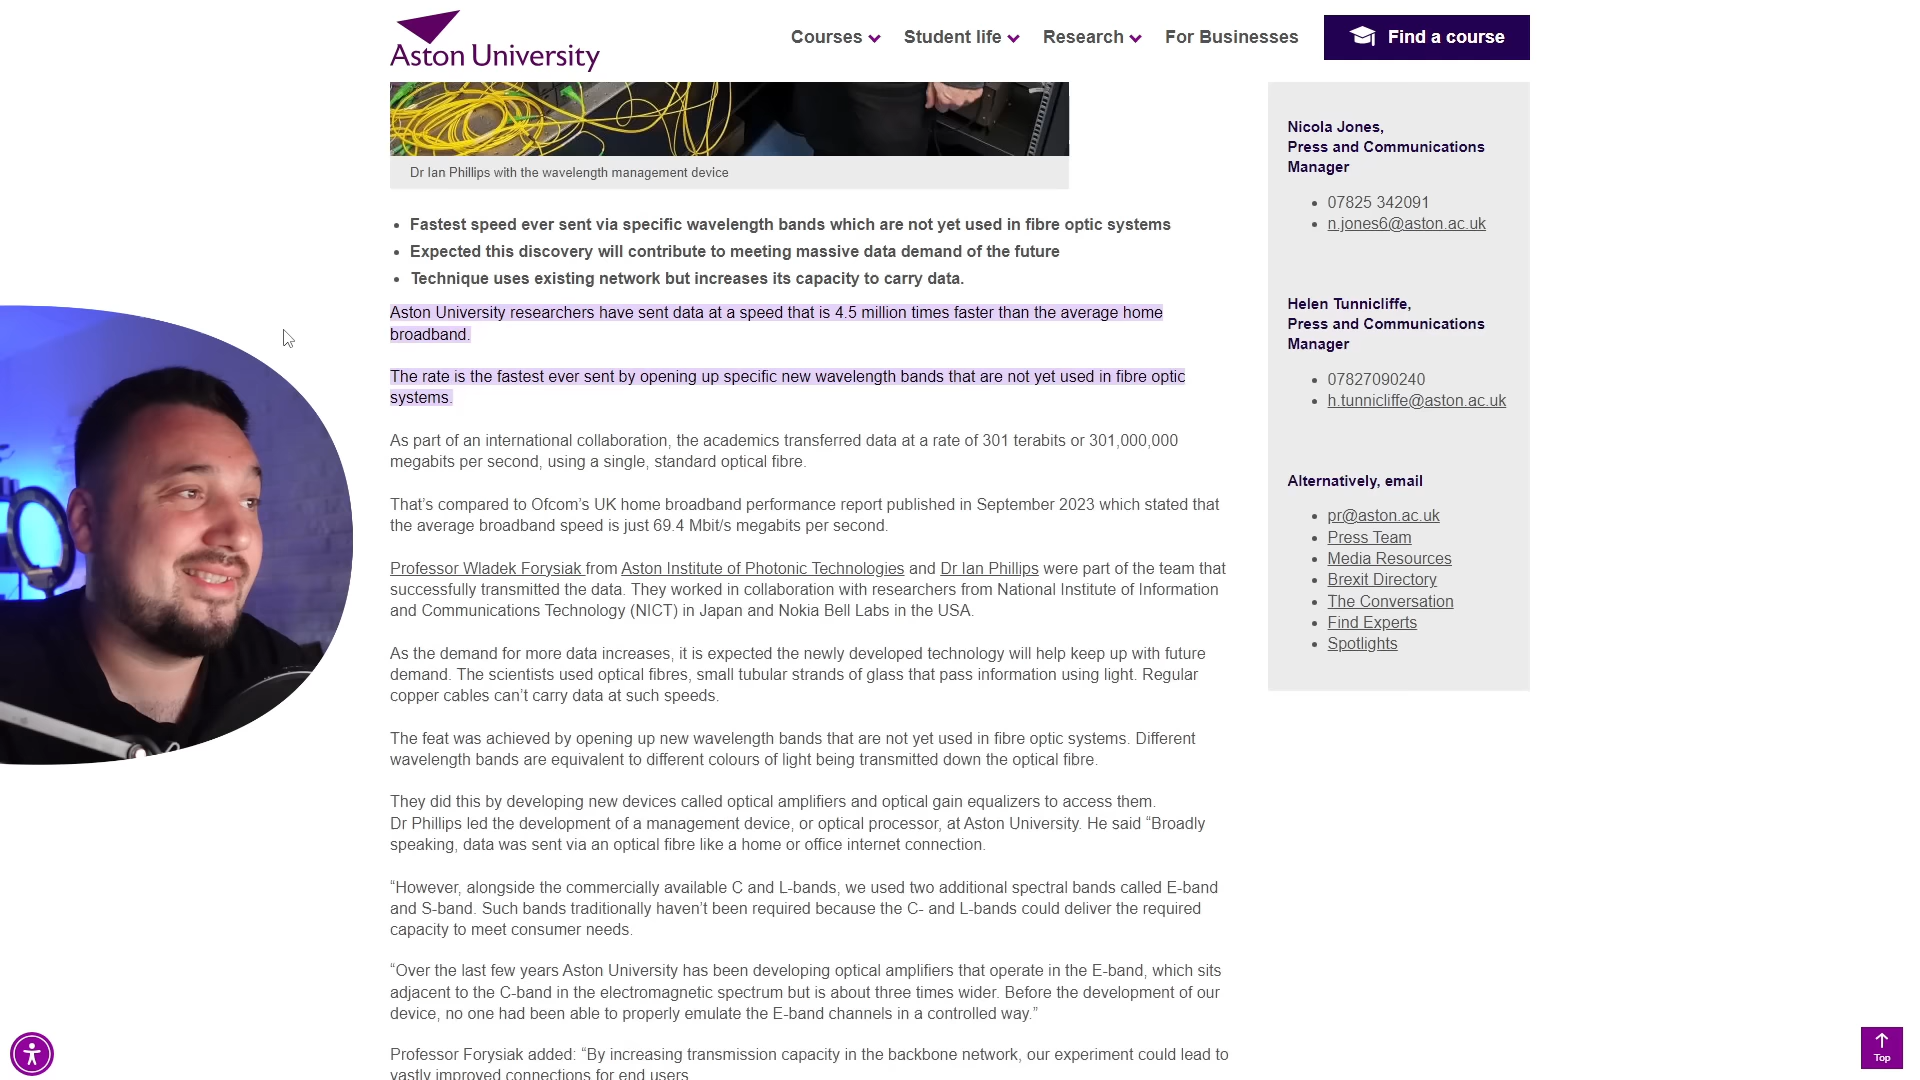 Aston University
Courses
Student life
Research
For Businesses
Find a course
Dr Ian Phillips with the wavelength management device
Fastest speed ever sent via specific wavelength bands which are not yet used in fibre optic systems
Expected this discovery will contribute to meeting massive data demand of the future
Technique uses existing network but increases its capacity to carry data.
Aston University researchers have sent data at a speed that is 4.5 million times faster than the average home
broadband.
The rate is the fastest ever sent by opening up specific new wavelength bands that are not yet used in fibre optic
systems.
As part of an international collaboration, the academics transferred data at a rate of 301 terabits or 301,000,000
megabits per second, using a single, standard optical fibre.
That’s compared to Ofcom’s UK home broadband performance report published in September 2023 which stated that
the average broadband speed is just 69.4 Mbit/s megabits per second.
Professor Wladek Forysiak from Aston Institute of Photonic Technologies and Dr Ian Phillips were part of the team that
successfully transmitted the data. They worked in collaboration with researchers from National Institute of Information
and Communications Technology (NICT) in Japan and Nokia Bell Labs in the USA.
As the demand for more data increases, it is expected the newly developed technology will help keep up with future
demand. The scientists used optical fibres, small tubular strands of glass that pass information using light. Regular
copper cables can’t carry data at such speeds.
The feat was achieved by opening up new wavelength bands that are not yet used in fibre optic systems. Different
wavelength bands are equivalent to different colours of light being transmitted down the optical fibre.
They did this by developing new devices called optical amplifiers and optical gain equalizers to access them.
Dr Phillips led the development of a management device, or optical processor, at Aston University. He said “Broadly
speaking, data was sent via an optical fibre like a home or office internet connection.
“However, alongside the commercially available C and L-bands, we used two additional spectral bands called E-band
and S-band. Such bands traditionally haven’t been required because the C- and L-bands could deliver the required
capacity to meet consumer needs.
“Over the last few years Aston University has been developing optical amplifiers that operate in the E-band, which sits
adjacent to the C-band in the electromagnetic spectrum but is about three times wider. Before the development of our
device, no one had been able to properly emulate the E-band channels in a controlled way.”
Professor Forysiak added: “By increasing transmission capacity in the backbone network, our experiment could lead to
vastly improved connections for end users
Nicola Jones,
Press and Communications
Manager
07825 342091
n.jones6@aston.ac.uk
Helen Tunnicliffe,
Press and Communications
Manager
07827090240
h.tunnicliffe@aston.ac.uk
Alternatively, email
pr@aston.ac.uk
Press Team
Media Resources
Brexit Directory
The Conversation
Find Experts
Spotlights
Top